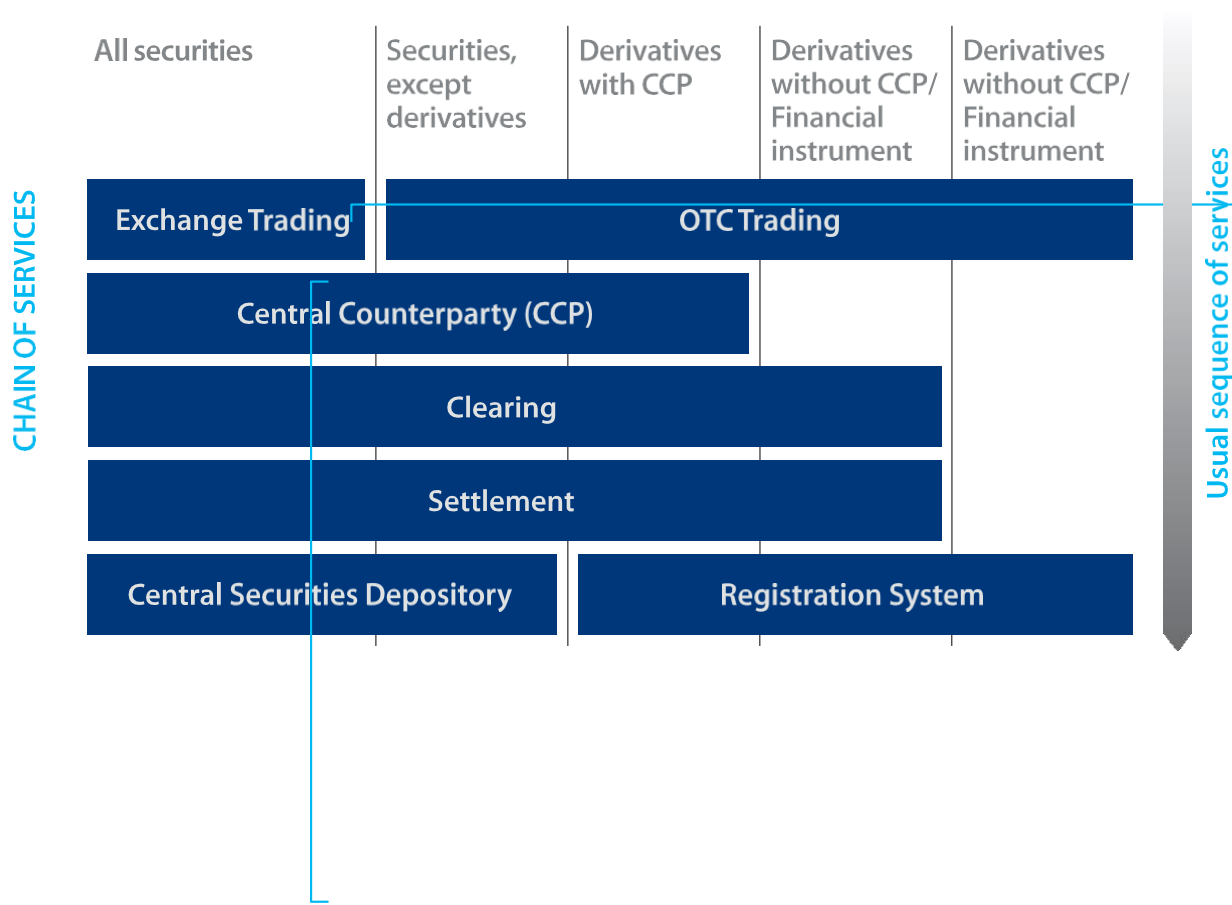 All securities
Securities,
except
derivatives
Derivatives
with CCP
Derivatives
without CCP/
Financial
instrument
Derivatives
without CCP/
Financial
instrument
CHAIN OF SERVICES
Exchange Trading
OTC Trading
Central Counterparty (CCP)
Clearing
Settlement
Central Securities Depository
Registration System
Usual sequence of services